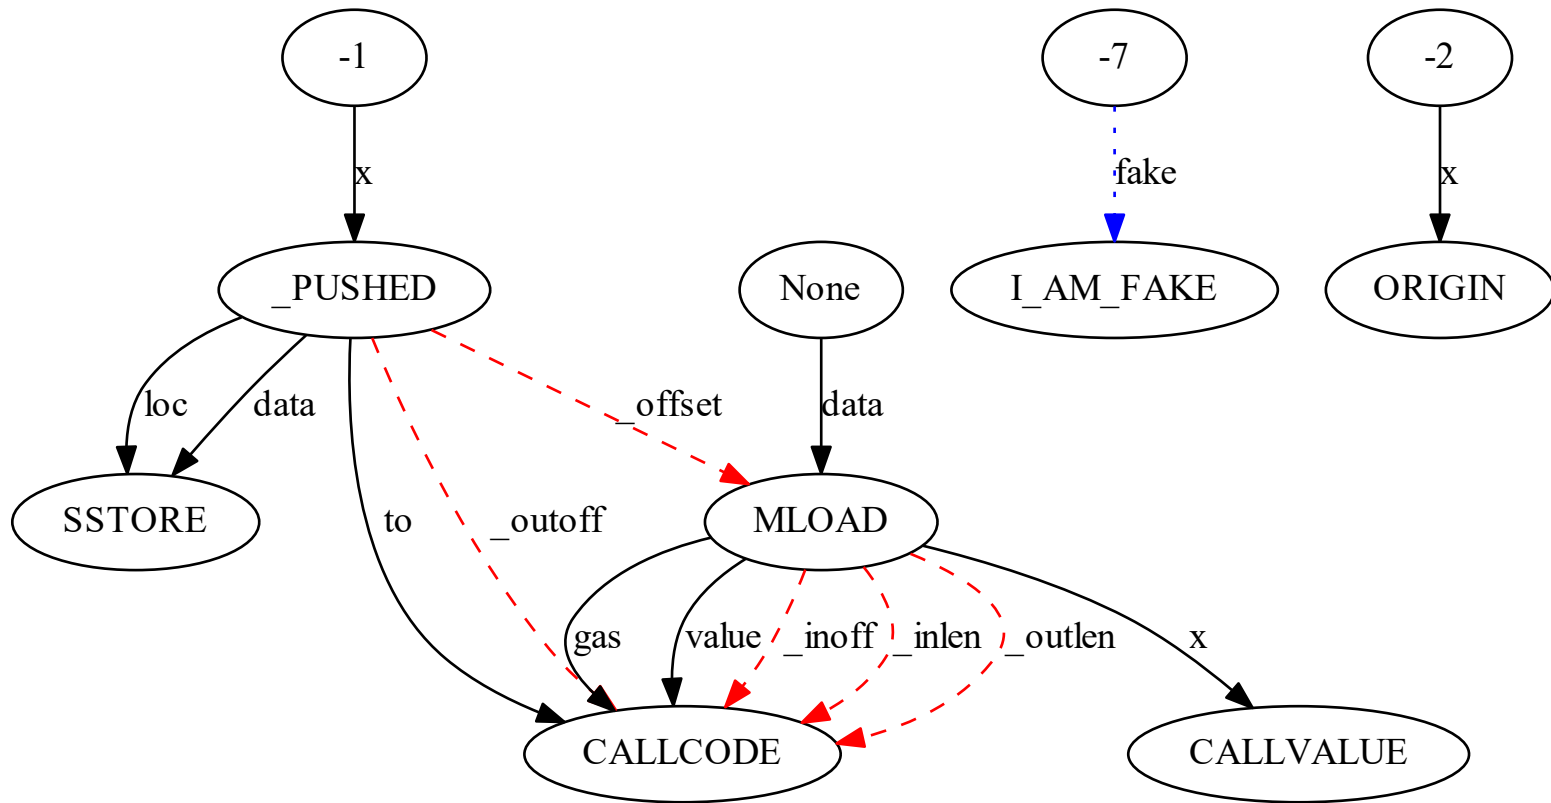 -1
-7
-2
x
fake
x
_PUSHED
None
I_AM_FAKE
ORIGIN
loc
data
_offset
data
SSTORE
to
_outoff
MLOAD
gas
value
_inoff
_inlen
_outlen
x
CALLCODE
CALLVALUE